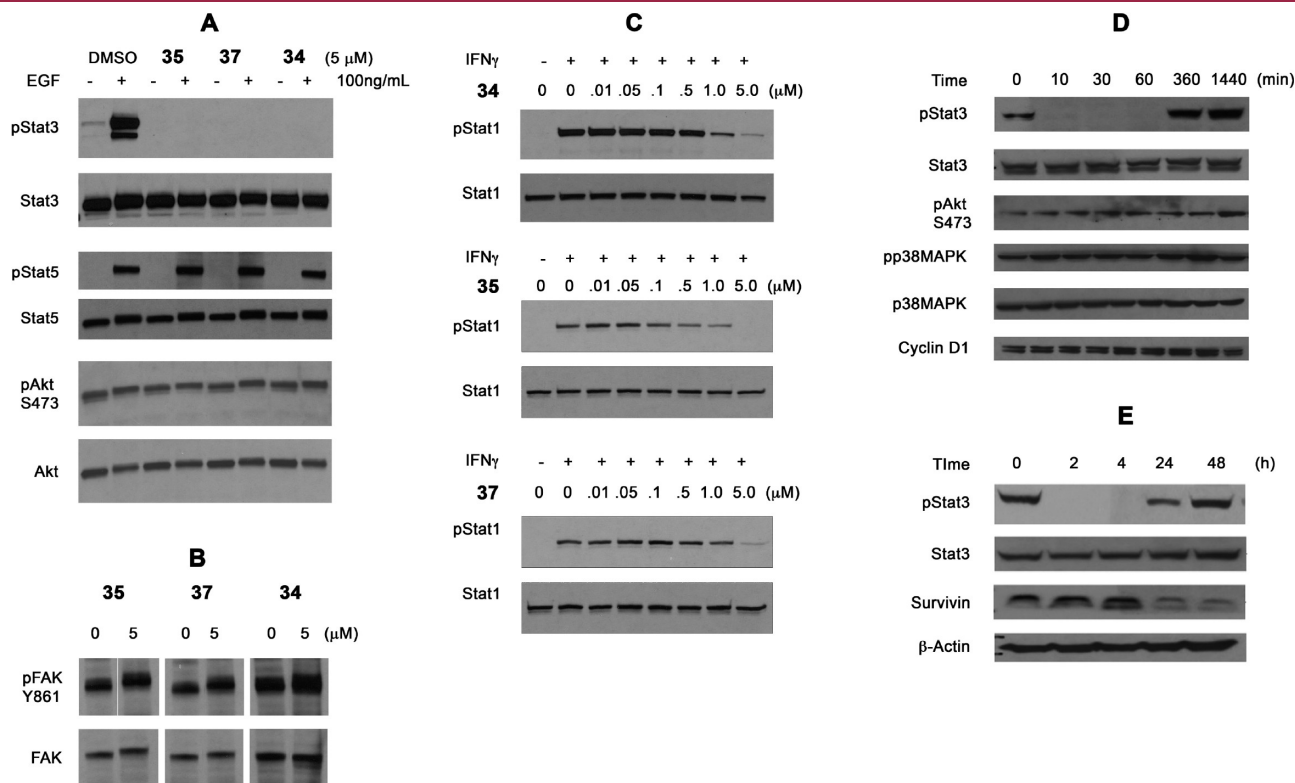 A
DMSO 35 37 34 (5 μM)
EGF - + - + - + - + 100ng/mL
pStat3
Stat3
pStat5
Stat5
pAkt
S473
Akt
B
35 37 34
0 5 0 5 0 5 (μM)
pFAK
Y861
FAK
C
IFNγ - + + + + + + +
34 0 0 .01 .05 .1 .5 1.0 5.0 (μM)
pStat1
Stat1
IFNγ - + + + + + + +
35 0 0 .01 .05 .1 .5 1.0 5.0 (μM)
pStat1
Stat1
IFNγ - + + + + + + +
37 0 0 .01 .05 .1 .5 1.0 5.0 (μM)
pStat1
Stat1
D
Time 0 10 30 60 360 1440 (min)
pStat3
Stat3
pAkt
S473
pp38MAPK
p38MAPK
Cyclin D1
E
TIme 0 2 4 24 48 (h)
pStat3
Stat3
Survivin
β-Actin